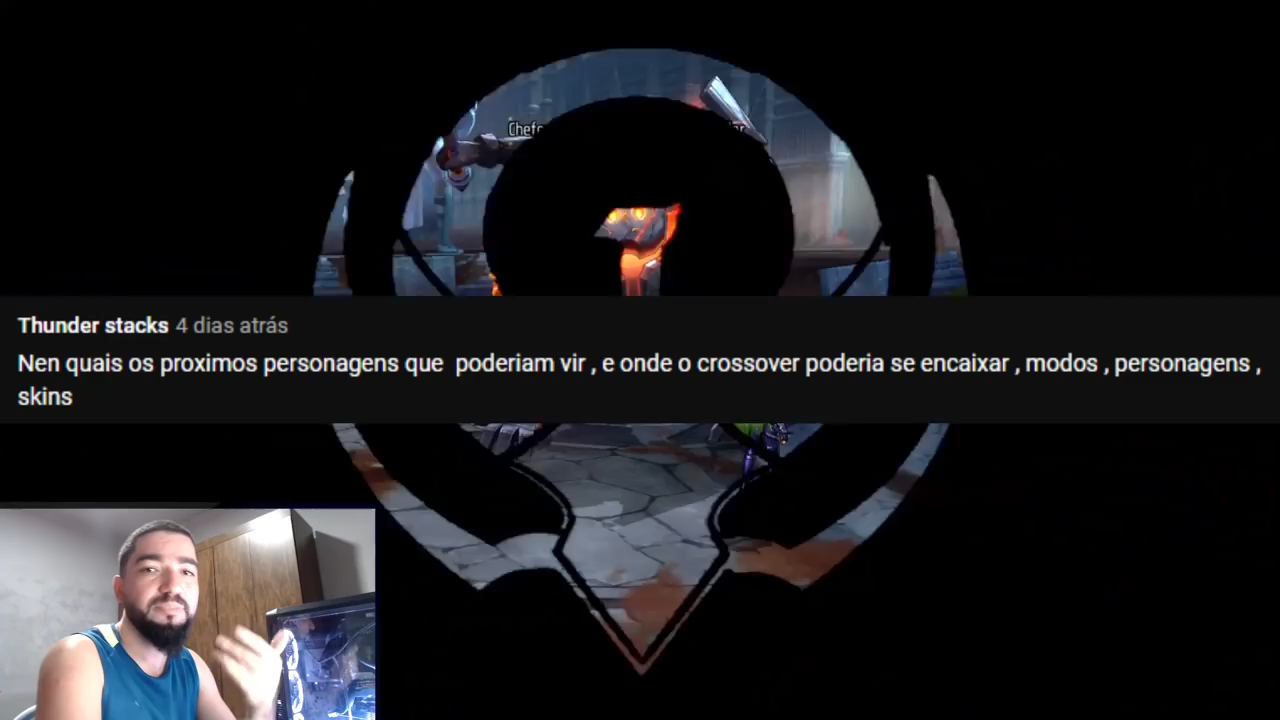 Thunder stacks 4 dias atrás
Nen quais os proximos personagens que poderiam vir , e onde o crossover poderia se encaixar , modos , personagens ,
skins